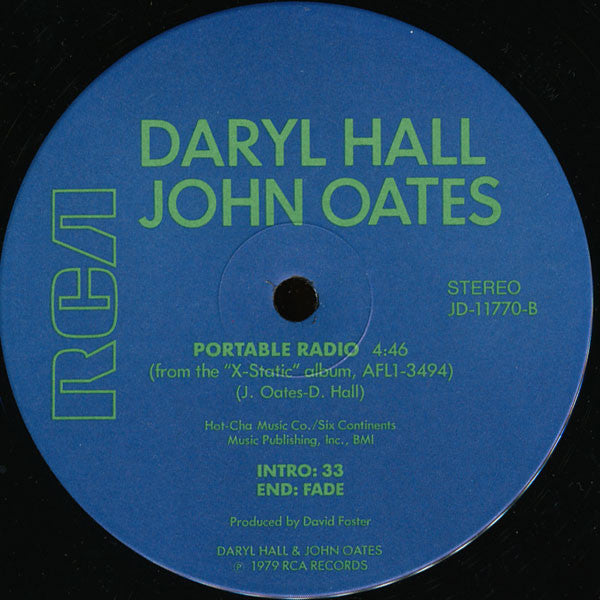 DARYL HALL
JOHN OATES
RCA
STEREO
JD-11770-B
PORTABLE RADIO 4:46
(from the "X-Static" album, AFL1-3494)
(J. Oates-D. Hall)
Hot-Cha Music Co./Six Continents
Music Publishing, Inc., BMI
INTRO: 33
END: FADE
Produced by David Foster
DARYL HALL & JOHN OATES
℗ 1979 RCA RECORDS